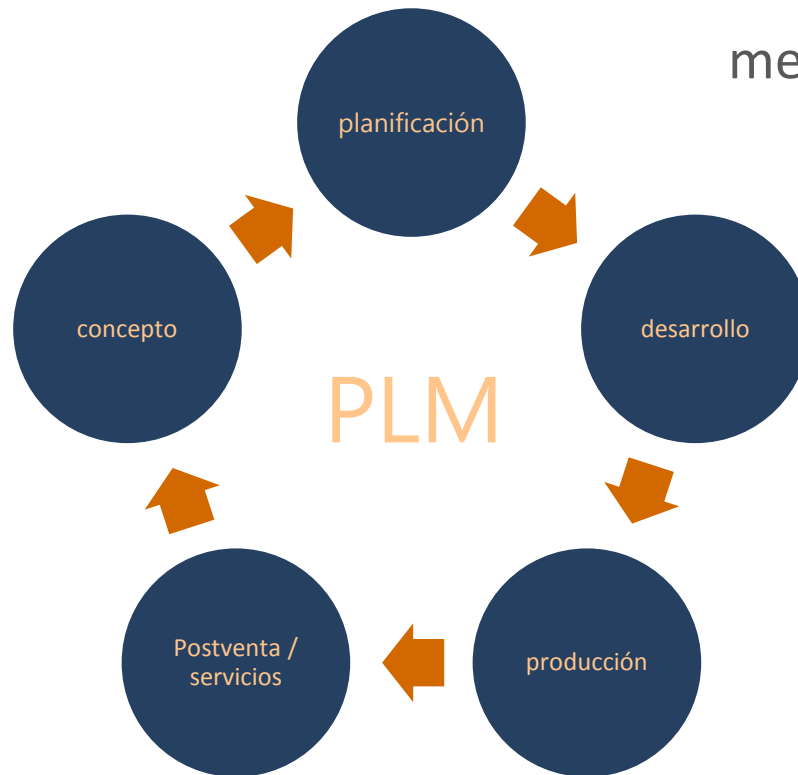 me
planificación
concepto
desarrollo
PLM
Postventa /
servicios
producción